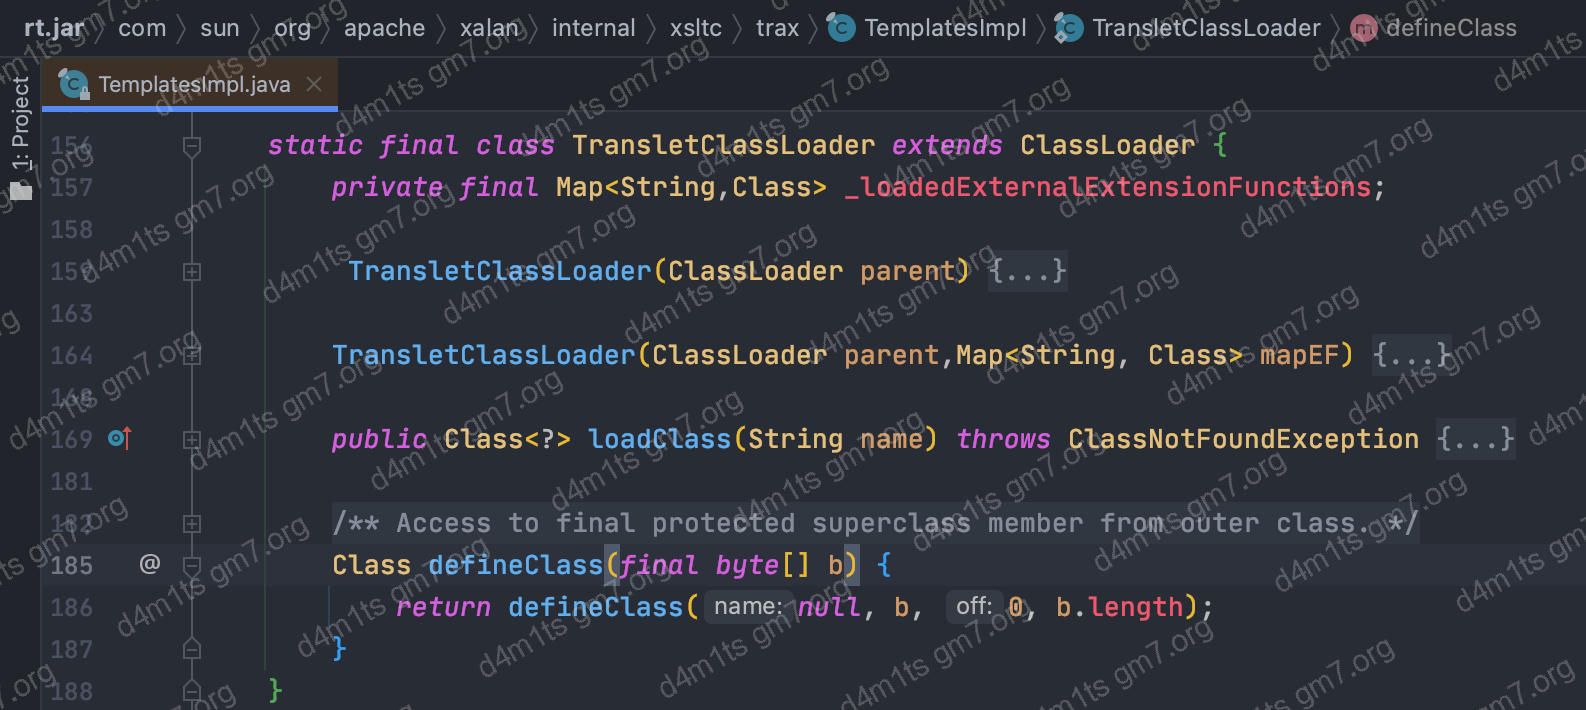 rt.jar com sun org apache xalan internal xsltc trax TemplatesImpl TransletClassLoader defineClass
1: Project
TemplatesImpl.java
156 static final class TransletClassLoader extends ClassLoader {
157 private final Map<String,Class> _loadedExternalExtensionFunctions;
158
159 TransletClassLoader(ClassLoader parent) {...}
163
164 TransletClassLoader(ClassLoader parent,Map<String, Class> mapEF) {...}
168
169 public Class<?> loadClass(String name) throws ClassNotFoundException {...}
181
182 /** Access to final protected superclass member from outer class. */
185 @ Class defineClass(final byte[] b) {
186 return defineClass( name: null, b, off: 0, b.length);
187 }
188 }
d4m1ts gm7.org